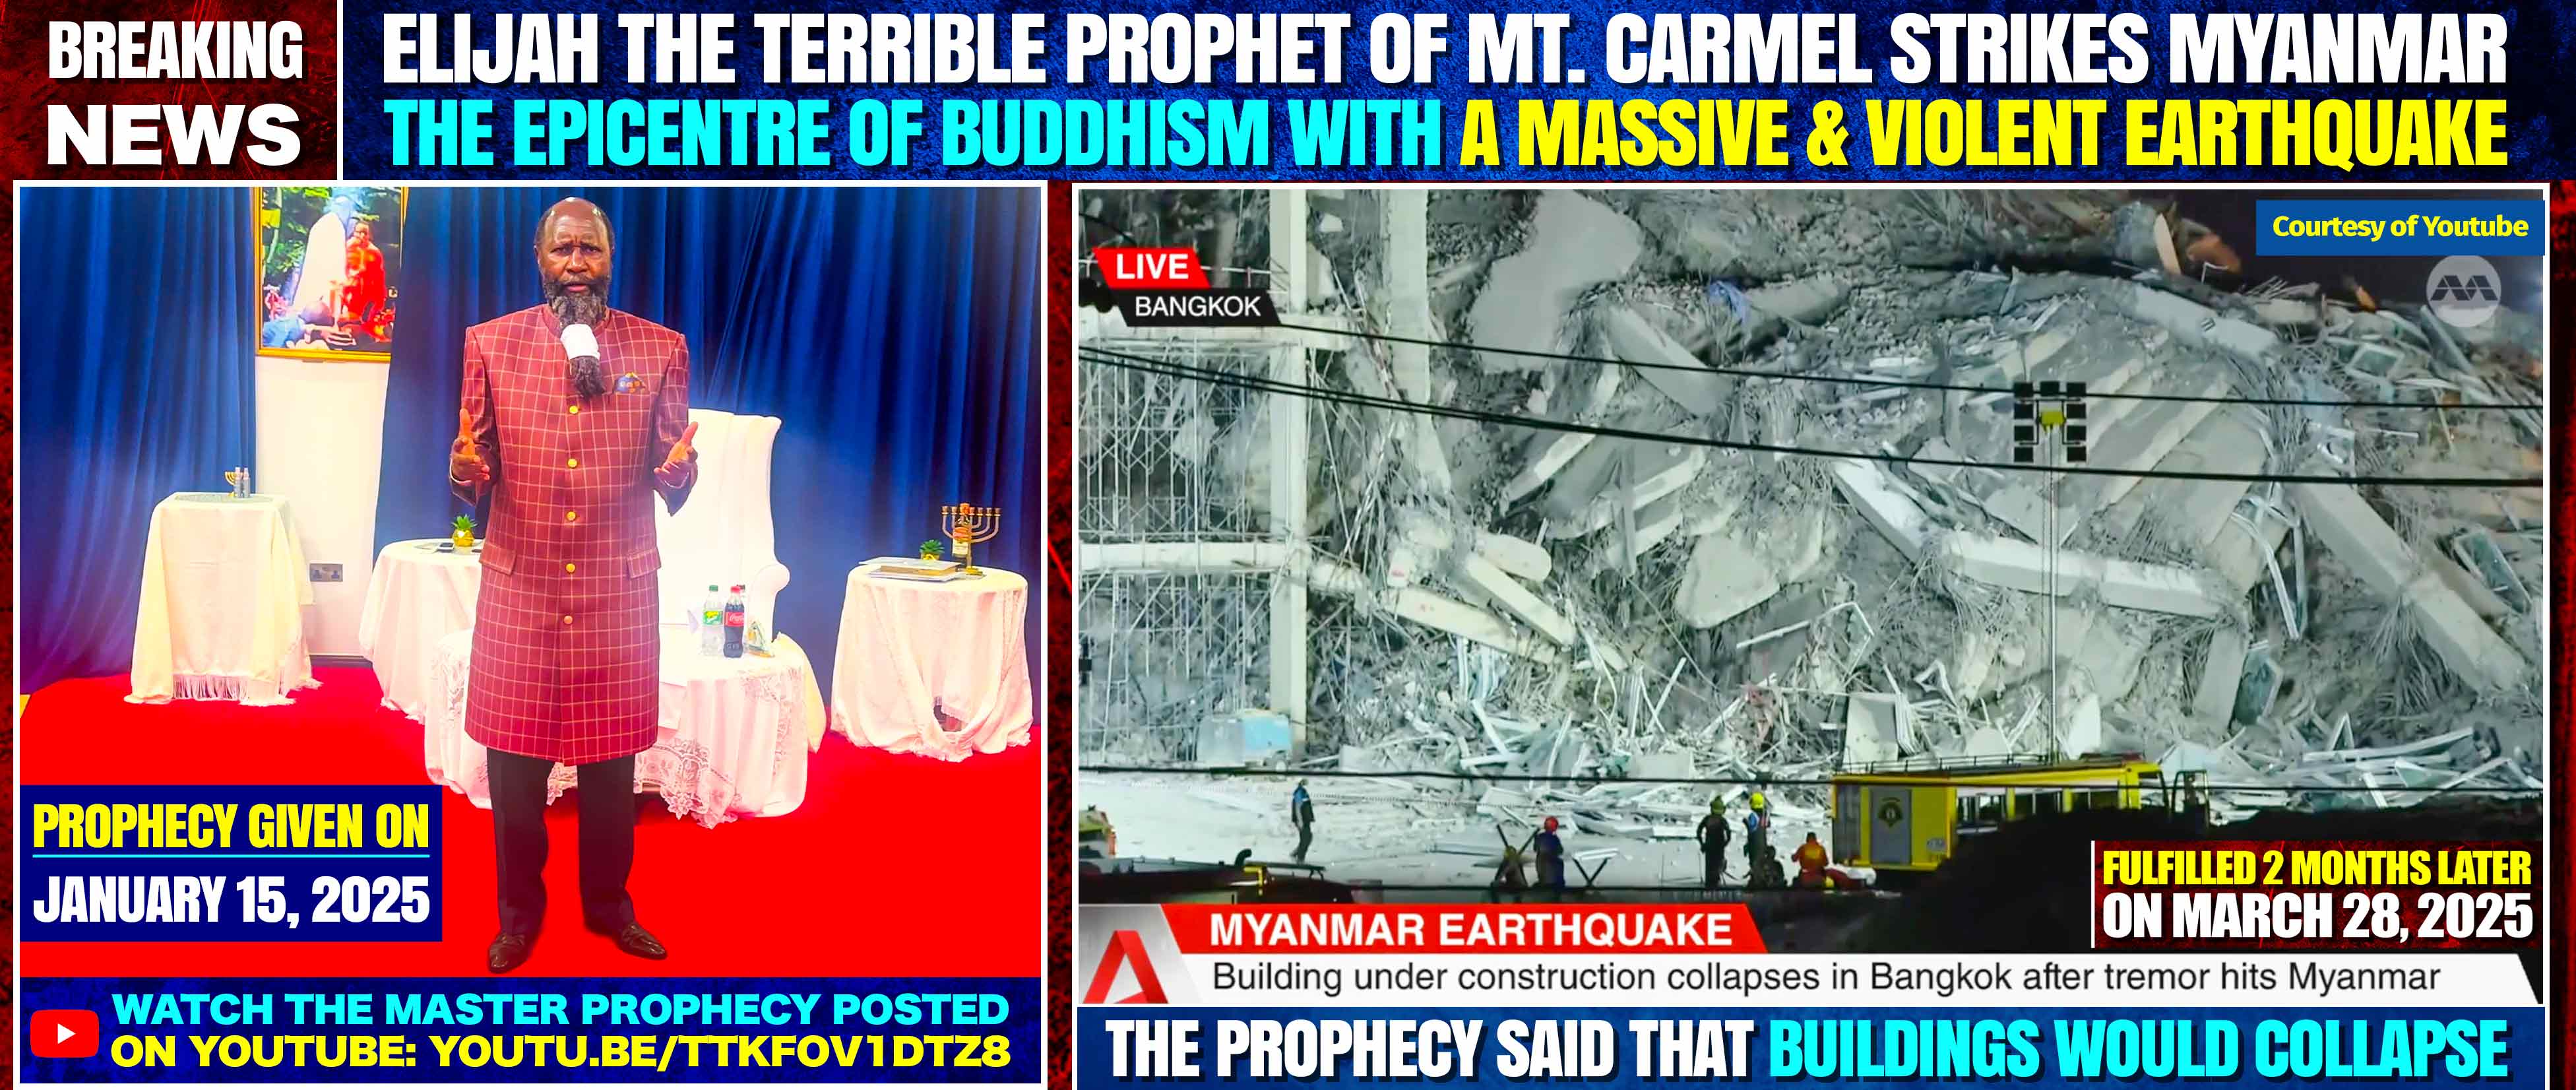 BREAKING
NEWS
ELIJAH THE TERRIBLE PROPHET OF MT. CARMEL STRIKES MYANMAR
THE EPICENTRE OF BUDDHISM WITH A MASSIVE & VIOLENT EARTHQUAKE
PROPHECY GIVEN ON
JANUARY 15, 2025
WATCH THE MASTER PROPHECY POSTED
ON YOUTUBE: YOUTU.BE/TTKFOV1DTZ8
Courtesy of Youtube
LIVE
BANGKOK
FULFILLED 2 MONTHS LATER
ON MARCH 28, 2025
MYANMAR EARTHQUAKE
Building under construction collapses in Bangkok after tremor hits Myanmar
THE PROPHECY SAID THAT BUILDINGS WOULD COLLAPSE